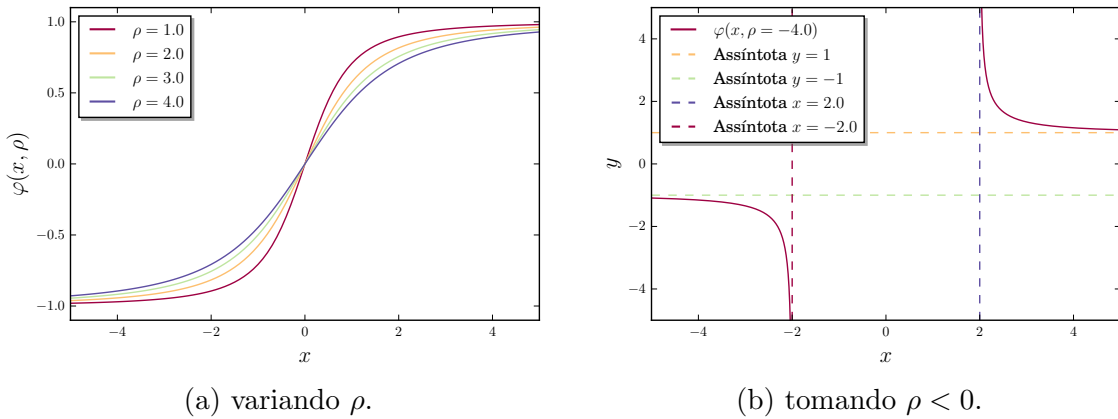 1.0
0.5
0.0
−0.5
−1.0
φ(x, ρ)
ρ = 1.0
ρ = 2.0
ρ = 3.0
ρ = 4.0
−4 −2 0 2 4
x
(a) variando ρ.
4
2
0
−2
−4
y
φ(x, ρ = −4.0)
Assíntota y = 1
Assíntota y = −1
Assíntota x = 2.0
Assíntota x = −2.0
−4 −2 0 2 4
x
(b) tomando ρ < 0.